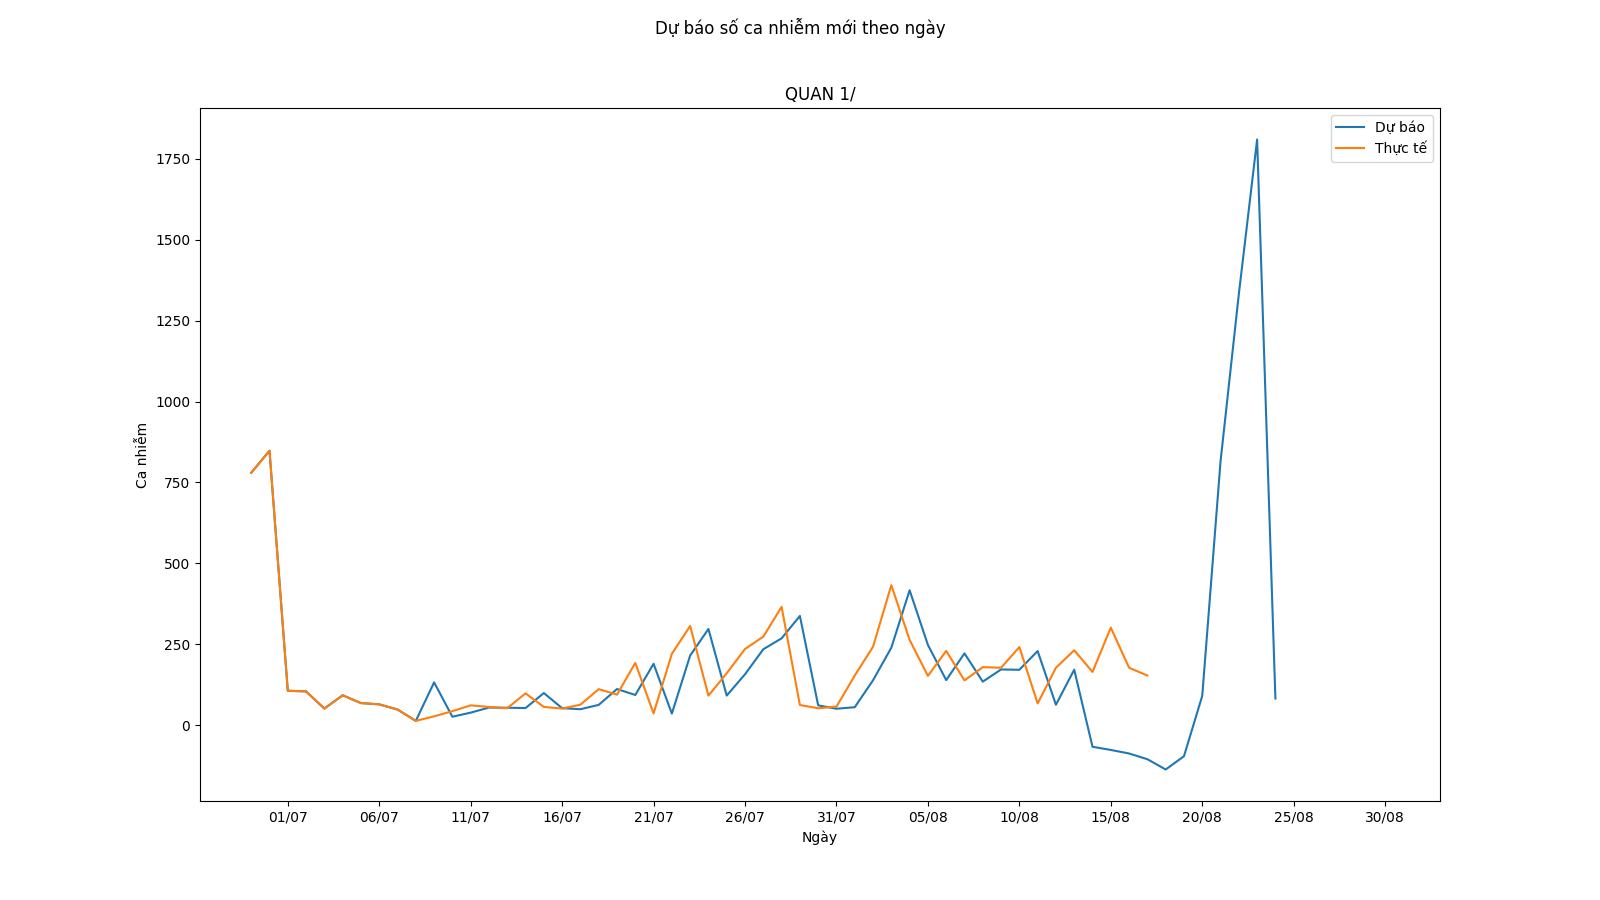 Dự báo số ca nhiễm mới theo ngày
QUAN 1/
Dự báo
Thực tế
1750
1500
1250
1000
750
500
250
0
Ca nhiễm
01/07 06/07 11/07 16/07 21/07 26/07 31/07 05/08 10/08 15/08 20/08 25/08 30/08
Ngày